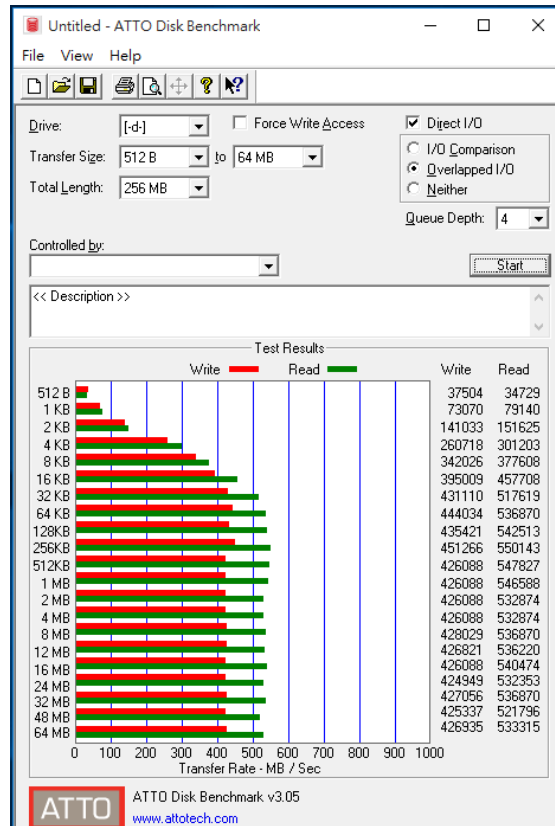 Untitled - ATTO Disk Benchmark
File View Help
Drive: [-d-] Force Write Access Direct I/O
Transfer Size: 512 B to 64 MB I/O Comparison
Overlapped I/O
Total Length: 256 MB Neither
Queue Depth: 4
Controlled by:
Start
<< Description >>
Test Results
Write Read Write Read
512 B 37504 34729
1 KB 73070 79140
2 KB 141033 151625
4 KB 260718 301203
8 KB 342026 377608
16 KB 395009 457708
32 KB 431110 517619
64 KB 444034 536870
128KB 435421 542513
256KB 451266 550143
512KB 426088 547827
1 MB 426088 546588
2 MB 426088 532874
4 MB 426088 532874
8 MB 428029 536870
12 MB 426821 536220
16 MB 426088 540474
24 MB 424949 532353
32 MB 427056 536870
48 MB 425337 521796
64 MB 426935 533315
0 100 200 300 400 500 600 700 800 900 1000
Transfer Rate - MB / Sec
ATTO ATTO Disk Benchmark v3.05
www.attotech.com